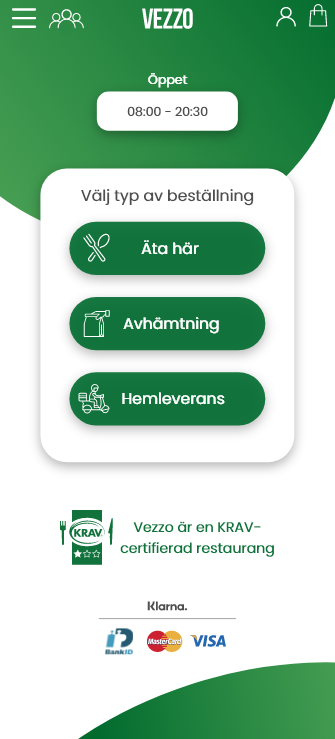 VEZZO
Öppet
08:00 - 20:30
Välj typ av beställning
Äta här
Avhämtning
Hemleverans
KRAV
Vezzo är en KRAV-
certifierad restaurang
Klarna.
BankID
MasterCard
VISA